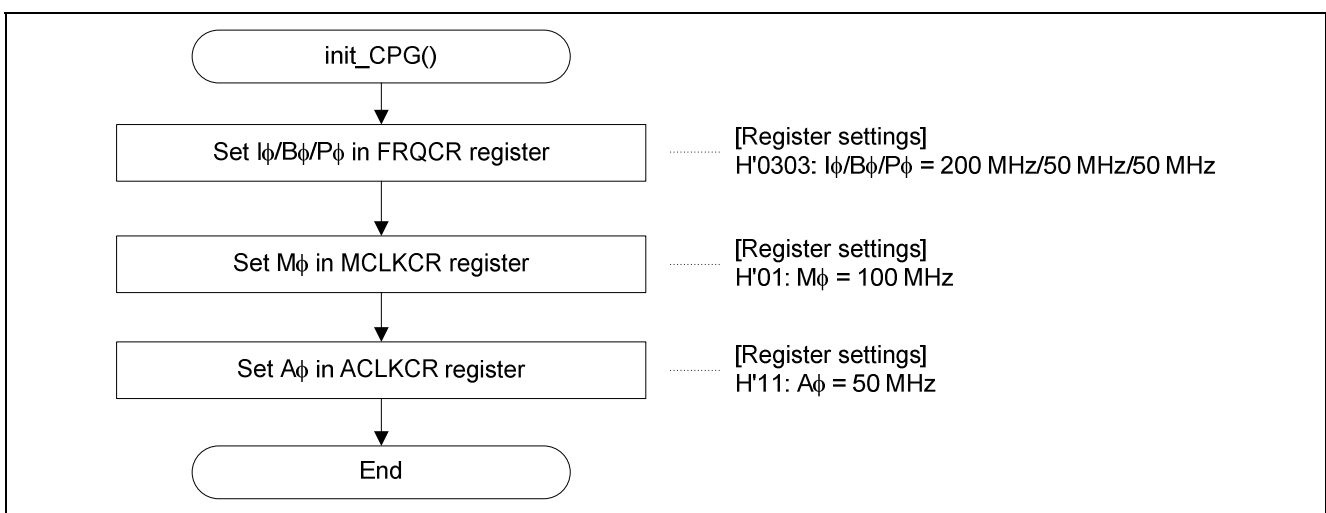 init_CPG()
Set Iϕ/Bϕ/Pϕ in FRQCR register
[Register settings]
H'0303: Iϕ/Bϕ/Pϕ = 200 MHz/50 MHz/50 MHz
Set Mϕ in MCLKCR register
[Register settings]
H'01: Mϕ = 100 MHz
Set Aϕ in ACLKCR register
[Register settings]
H'11: Aϕ = 50 MHz
End